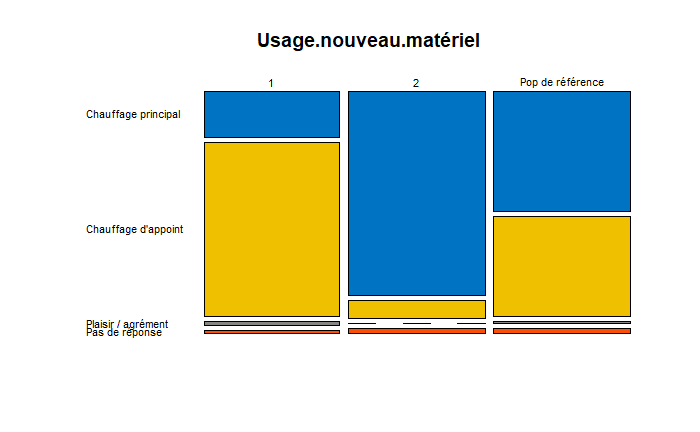 Usage.nouveau.matériel
1 2 Pop de référence
Chauffage principal
Chauffage d'appoint
Plaisir / agrément
Pas de réponse